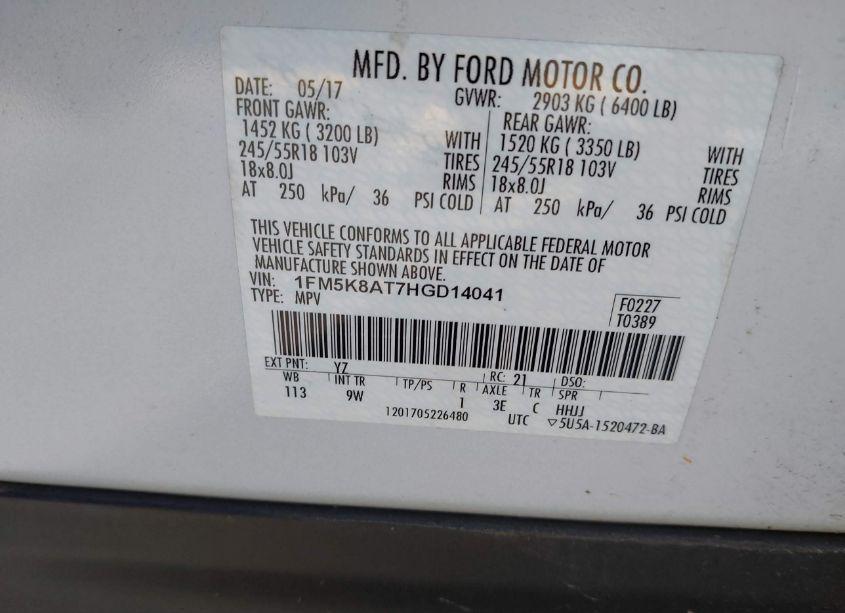 MFD. BY FORD MOTOR CO.
DATE: 05/17 GVWR: 2903 KG ( 6400 LB)
FRONT GAWR: REAR GAWR:
1452 KG ( 3200 LB) WITH 1520 KG ( 3350 LB) WITH
245/55R18 103V TIRES 245/55R18 103V TIRES
18x8.0J RIMS 18x8.0J RIMS
AT 250 kPa/ 36 PSI COLD AT 250 kPa/ 36 PSI COLD
THIS VEHICLE CONFORMS TO ALL APPLICABLE FEDERAL MOTOR
VEHICLE SAFETY STANDARDS IN EFFECT ON THE DATE OF
MANUFACTURE SHOWN ABOVE.
VIN: 1FM5K8AT7HGD14041
TYPE: MPV
F0227
T0389
EXT PNT: YZ RC: 21 DSO:
WB INT TR TP/PS R AXLE TR SPR
113 9W 1 3E C HHJJ
1201705226480 UTC ▽5U5A-1520472-BA